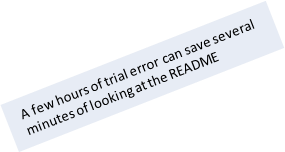 A few hours of trial error can save several
minutes of looking at the README